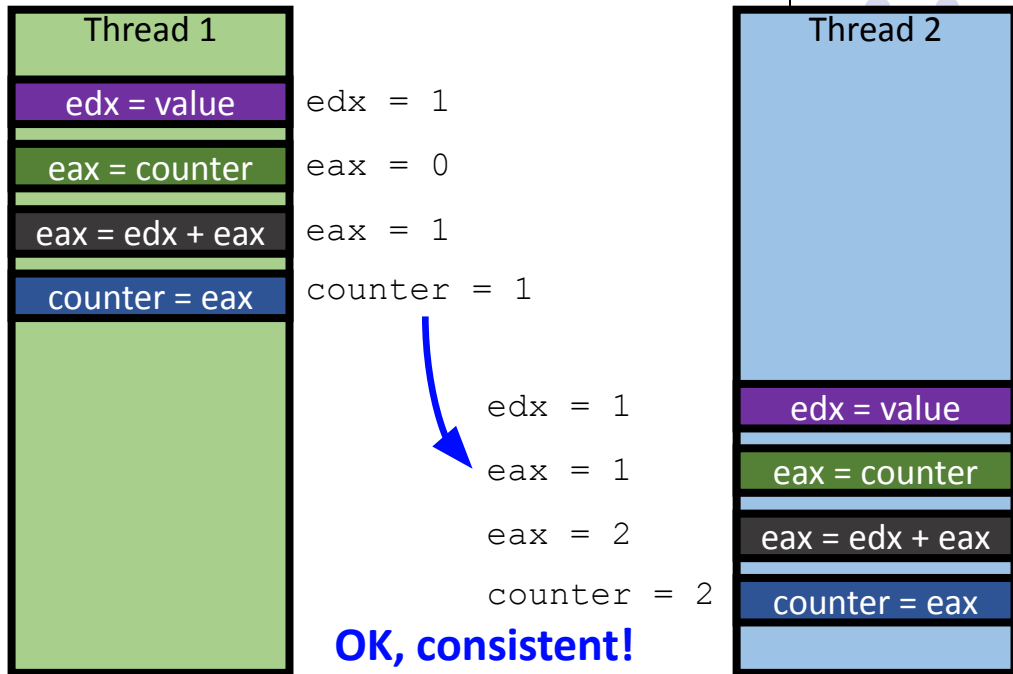 Thread 1
edx = value
edx = 1
eax = counter
eax = 0
eax = edx + eax
eax = 1
counter = eax
counter = 1
Thread 2
edx = 1
edx = value
eax = 1
eax = counter
eax = 2
eax = edx + eax
counter = 2
counter = eax
OK, consistent!